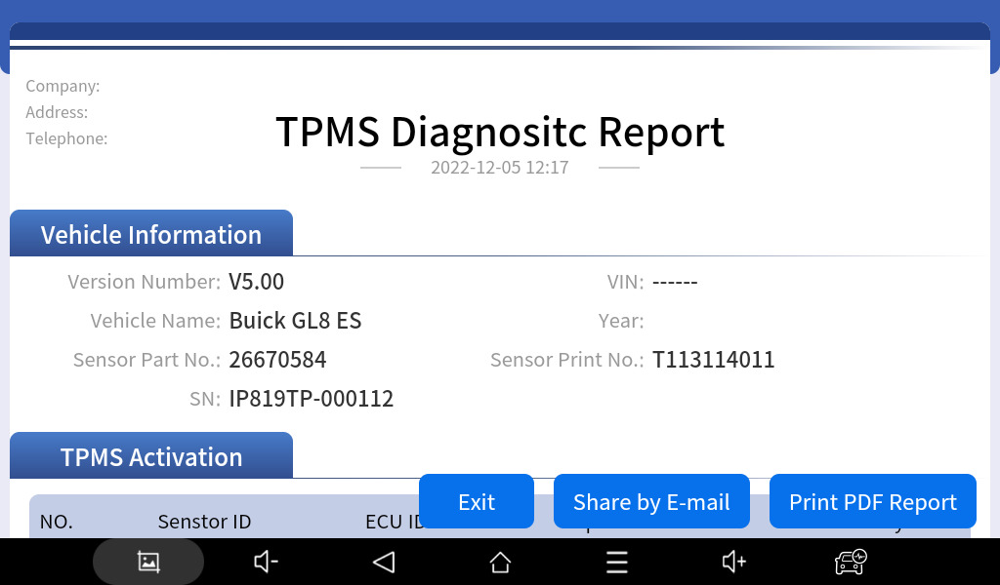 Company:
Address:
Telephone:
TPMS Diagnositc Report
2022-12-05 12:17
Vehicle Information
Version Number: V5.00 VIN: ------
Vehicle Name: Buick GL8 ES Year:
Sensor Part No.: 26670584 Sensor Print No.: T113114011
SN: IP819TP-000112
TPMS Activation
Exit Share by E-mail Print PDF Report
NO. Senstor ID ECU ID